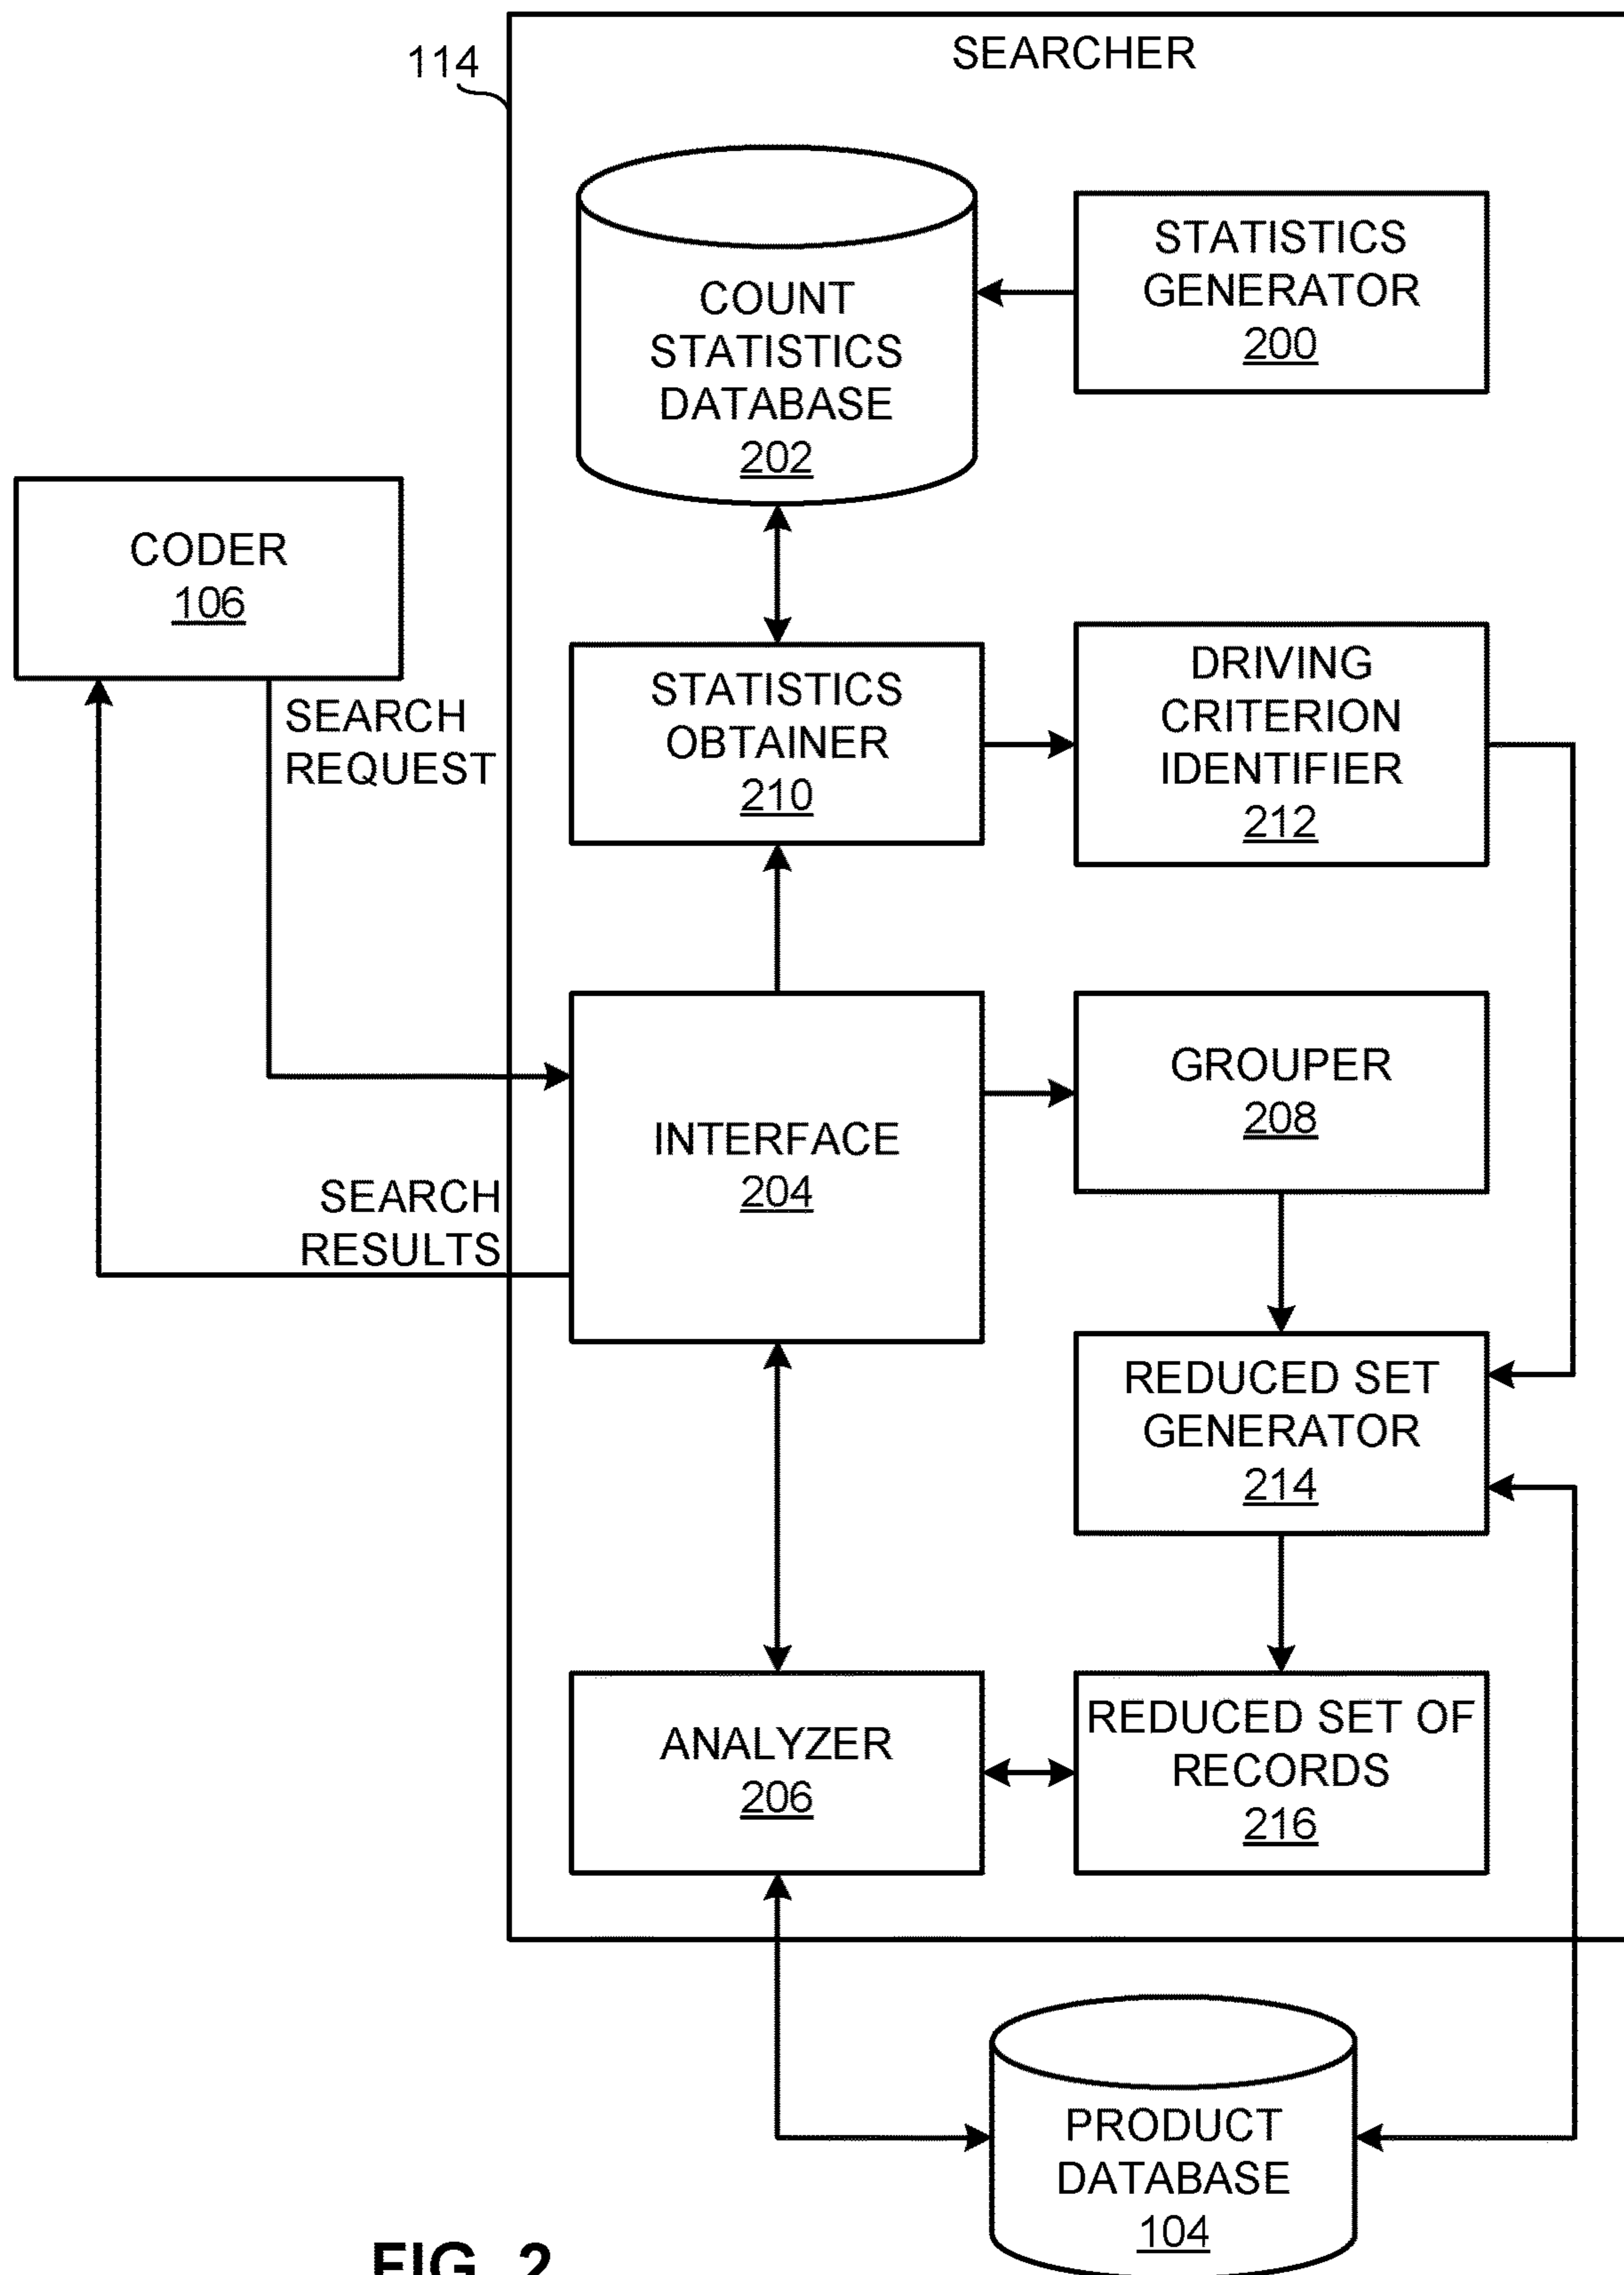 SEARCHER
114
COUNT
STATISTICS
DATABASE
202
STATISTICS
GENERATOR
200
CODER
106
SEARCH
REQUEST
STATISTICS
OBTAINER
210
DRIVING
CRITERION
IDENTIFIER
212
INTERFACE
204
GROUPER
208
SEARCH
RESULTS
REDUCED SET
GENERATOR
214
ANALYZER
206
REDUCED SET OF
RECORDS
216
PRODUCT
DATABASE
104
FIG. 2